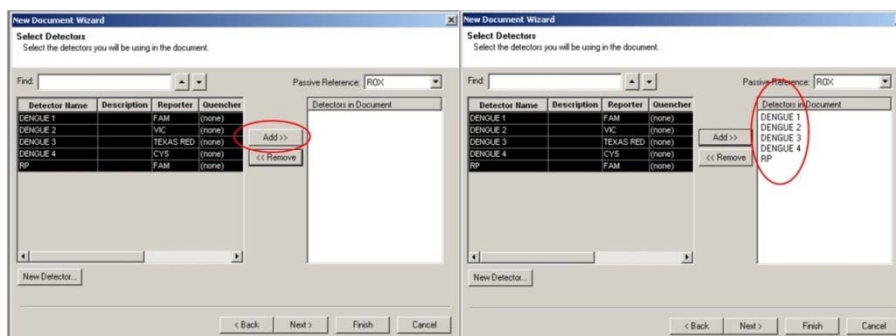 New Document Wizard
Select Detectors
Select the detectors you will be using in the document.
Find:
Passive Reference: ROX
Detector Name Description Reporter Quencher
DENGUE 1 FAM (none)
DENGUE 2 VIC (none)
DENGUE 3 TEXAS RED (none)
DENGUE 4 CY5 (none)
RP FAM (none)
Add >>
<< Remove
Detectors in Document
New Detector...
< Back Next > Finish Cancel
New Document Wizard
Select Detectors
Select the detectors you will be using in the document.
Find:
Passive Reference: ROX
Detector Name Description Reporter Quencher
DENGUE 1 FAM (none)
DENGUE 2 VIC (none)
DENGUE 3 TEXAS RED (none)
DENGUE 4 CY5 (none)
RP FAM (none)
Add >>
<< Remove
Detectors in Document
DENGUE 1
DENGUE 2
DENGUE 3
DENGUE 4
RP
New Detector...
< Back Next > Finish Cancel